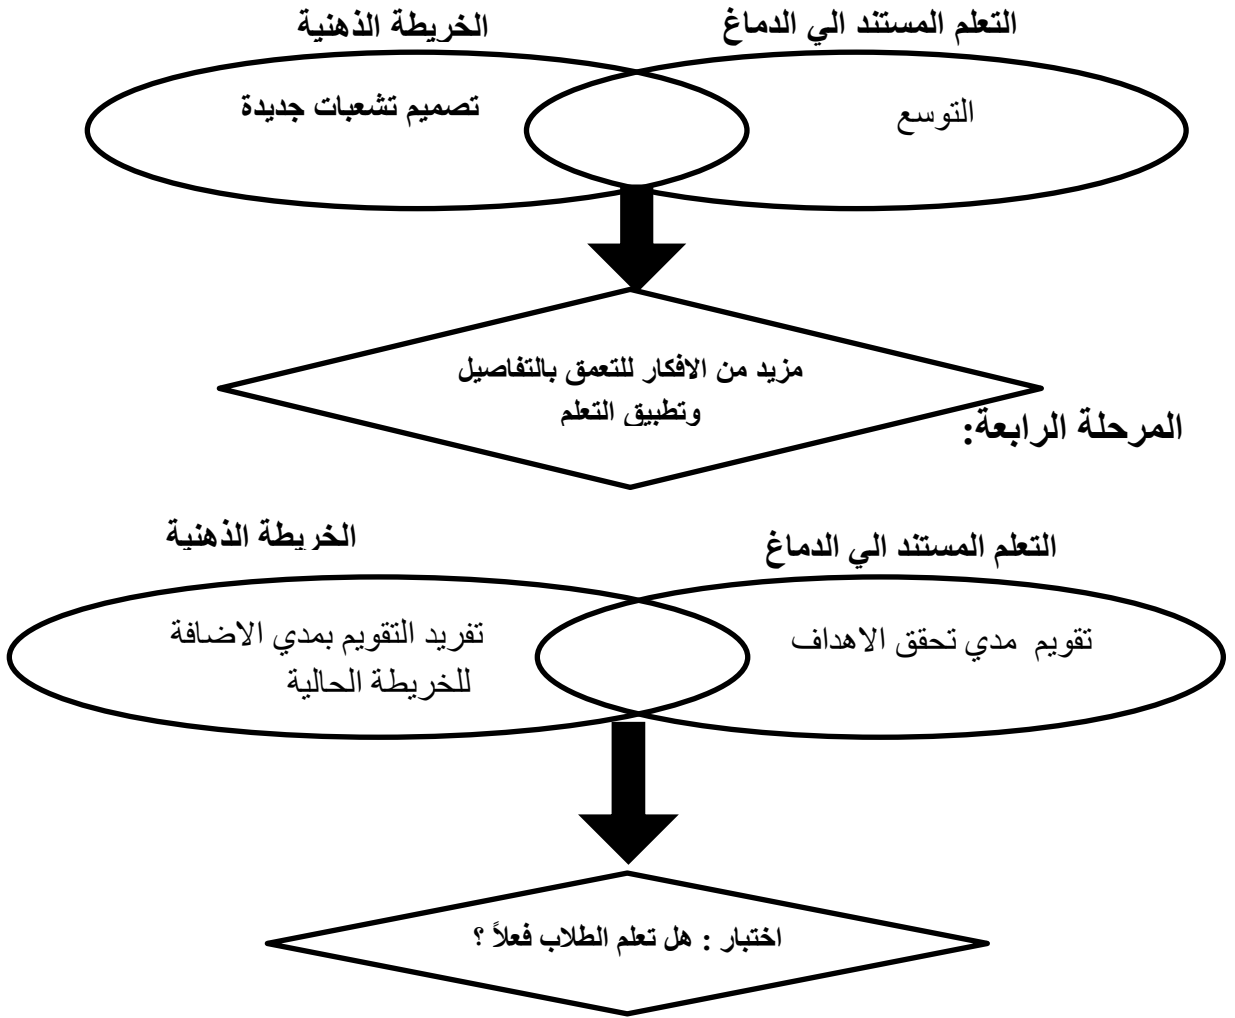 التعلم المستند الي الدماغ
الخريطة الذهنية
التوسع
تصميم تشعبات جديدة
مزيد من الافكار للتعمق بالتفاصيل
وتطبيق التعلم
المرحلة الرابعة:
التعلم المستند الي الدماغ
الخريطة الذهنية
تقويم مدي تحقق الاهداف
تفريد التقويم بمدي الاضافة
للخريطة الحالية
اختبار : هل تعلم الطلاب فعلاً ؟